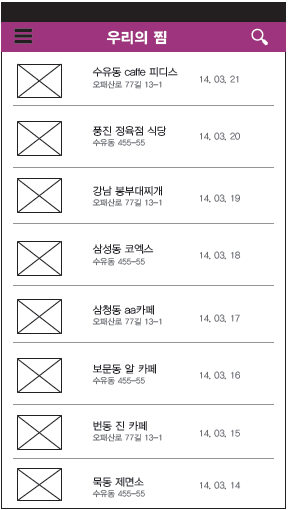 우리의 찜
수유동 caffe 피디스 14, 03, 21
오패산로 77길 13-1
풍진 정육점 식당 14, 03, 20
수유동 455-55
강남 봉부대찌개 14, 03, 19
오패산로 77길 13-1
삼성동 코엑스 14, 03, 18
수유동 455-55
삼청동 aa카페 14, 03, 17
오패산로 77길 13-1
보문동 알 카페 14, 03, 16
수유동 455-55
번동 진 카페 14, 03, 15
오패산로 77길 13-1
묵동 제면소 14, 03, 14
수유동 455-55